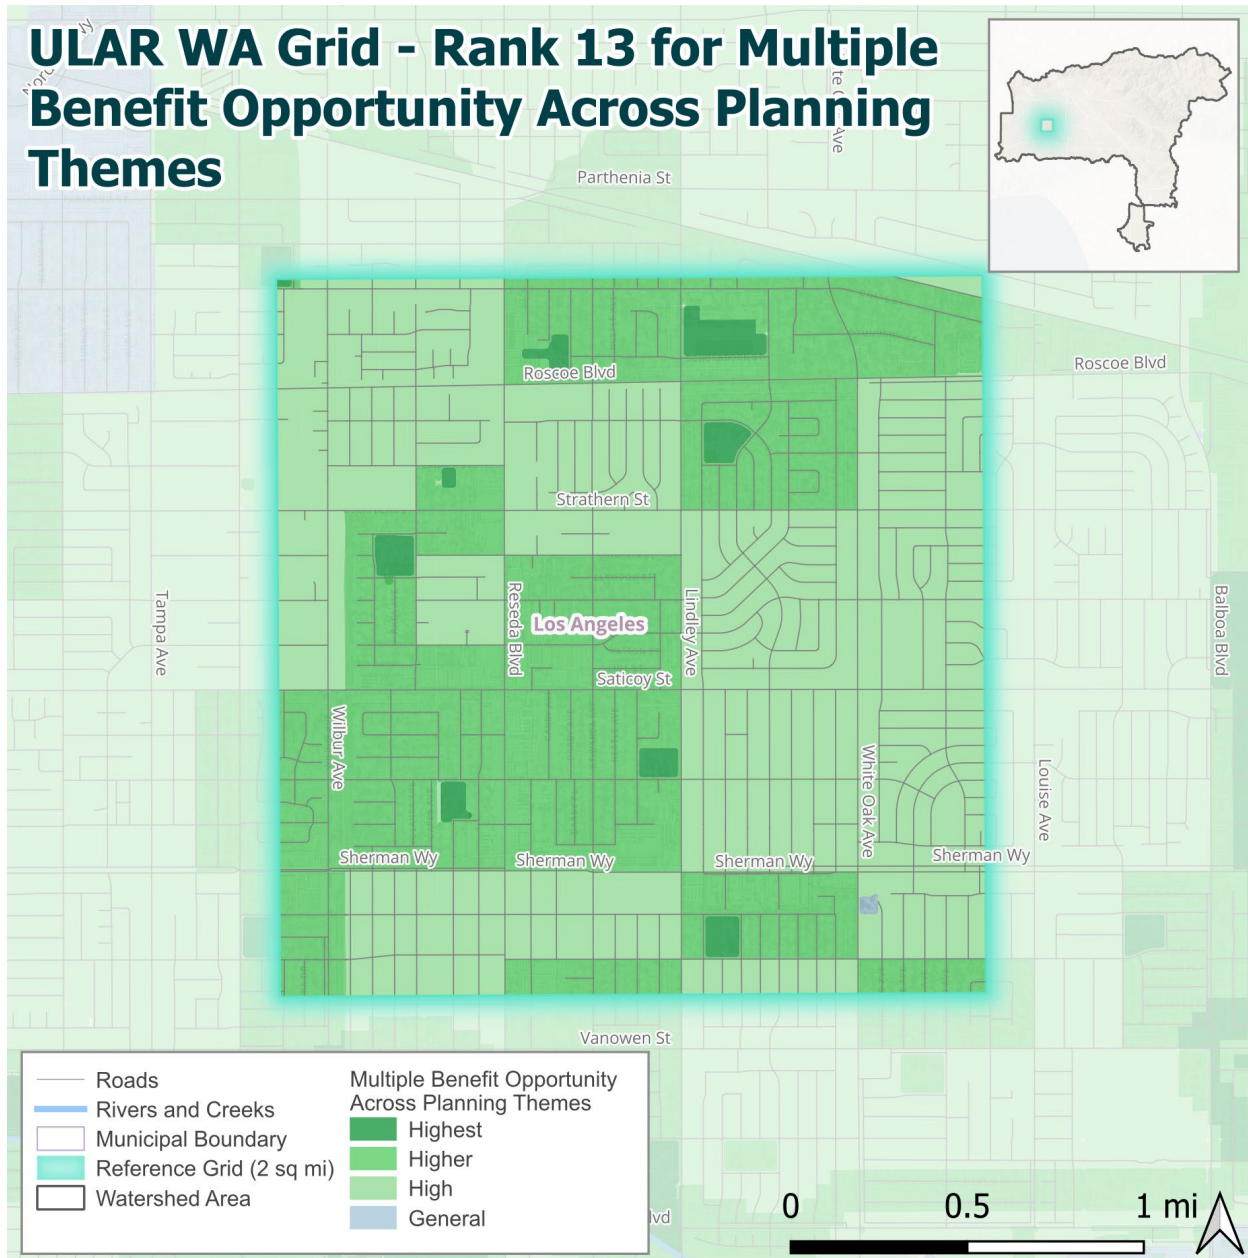 ULAR WA Grid - Rank 13 for Multiple
Benefit Opportunity Across Planning
Themes
Parthenia St
Roscoe Blvd
Roscoe Blvd
Strathern St
Tampa Ave
Reseda Blvd
Los Angeles
Lindley Ave
Balboa Blvd
Saticoy St
Wilbur Ave
White Oak Ave
Louise Ave
Sherman Wy
Sherman Wy
Sherman Wy
Sherman Wy
Vanowen St
Roads
Rivers and Creeks
Municipal Boundary
Reference Grid (2 sq mi)
Watershed Area
Multiple Benefit Opportunity
Across Planning Themes
Highest
Higher
High
General
lvd
0 0.5 1 mi